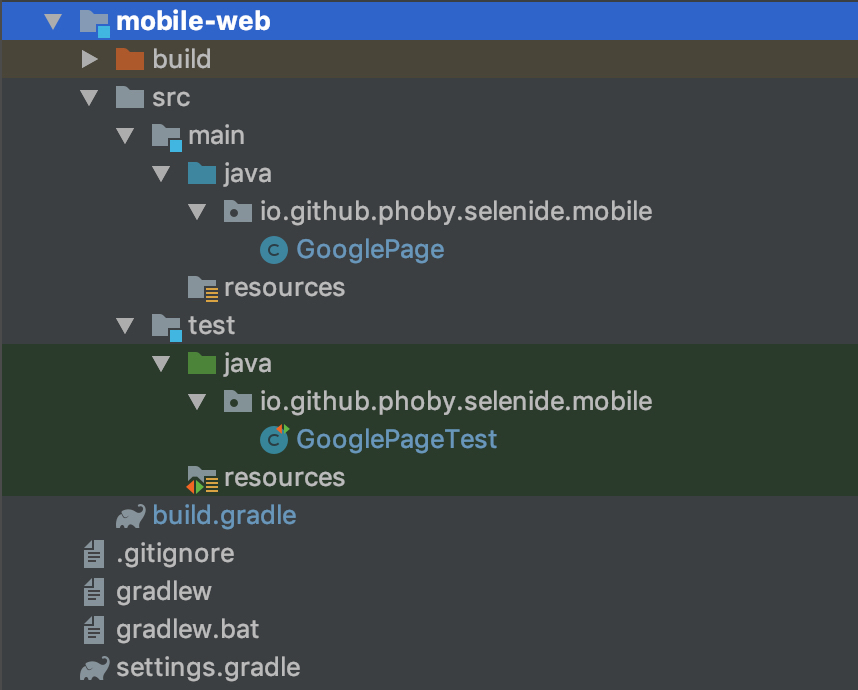 mobile-web
build
src
main
java
io.github.phoby.selenide.mobile
GooglePage
resources
test
java
io.github.phoby.selenide.mobile
GooglePageTest
resources
build.gradle
.gitignore
gradlew
gradlew.bat
settings.gradle